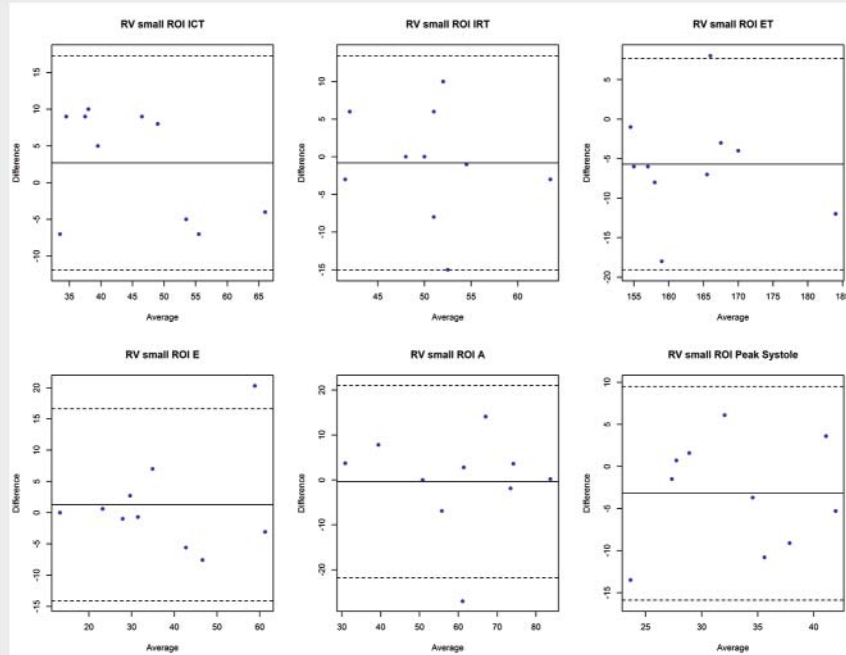 RV small ROI ICT
15
10
5
0
-5
-10
Difference
35 40 45 50 55 60 65
Average
RV small ROI IRT
10
5
0
-5
-10
-15
Difference
45 50 55 60
Average
RV small ROI ET
5
0
-5
-10
-15
-20
Difference
155 160 165 170 175 180 185
Average
RV small ROI E
20
15
10
5
0
-5
-10
-15
Difference
20 30 40 50 60
Average
RV small ROI A
20
10
0
-10
-20
Difference
30 40 50 60 70 80
Average
RV small ROI Peak Systole
10
5
0
-5
-10
-15
Difference
25 30 35 40
Average